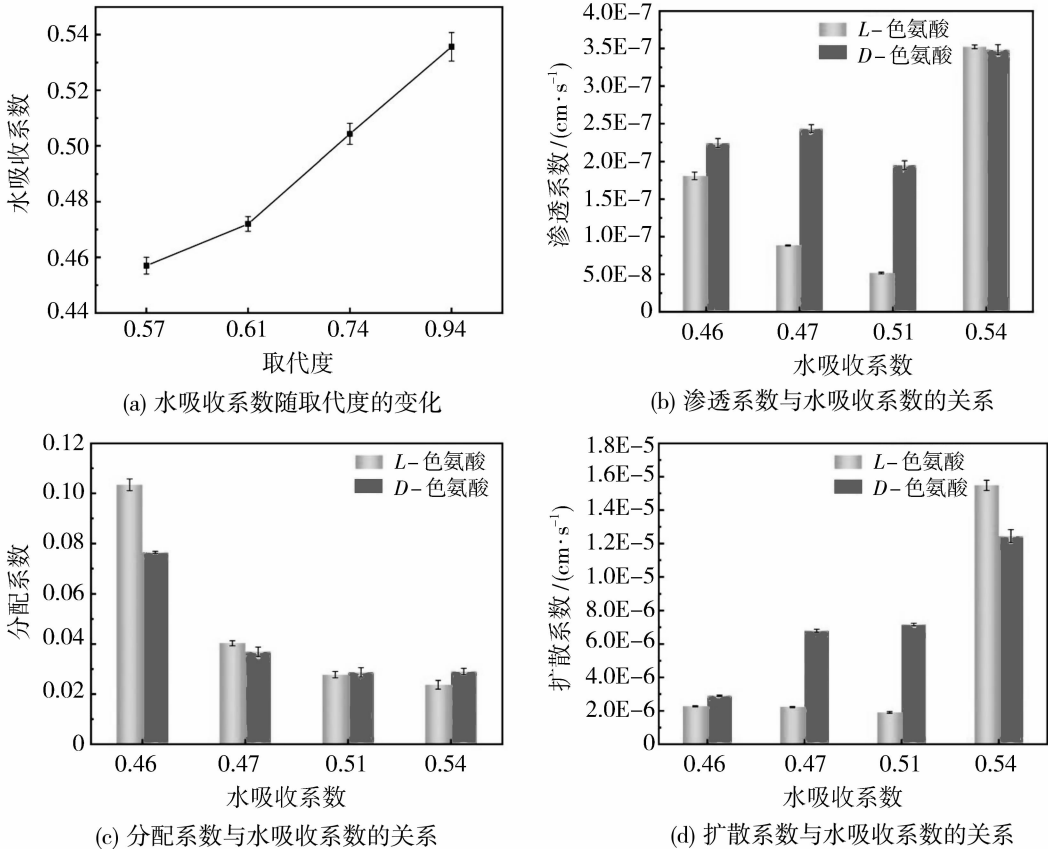 0.54
0.52
0.50
0.48
0.46
0.44
水吸收系数
0.57 0.61 0.74 0.94
取代度
(a) 水吸收系数随取代度的变化
4.0E-7
3.5E-7
2.5E-7
2.0E-7
1.5E-7
1.0E-7
5.0E-8
0
渗透系数/(cm·s⁻¹)
L-色氨酸
D-色氨酸
0.46 0.47 0.51 0.54
水吸收系数
(b) 渗透系数与水吸收系数的关系
0.12
0.10
0.08
0.06
0.04
0.02
0
分配系数
L-色氨酸
D-色氨酸
0.46 0.47 0.51 0.54
水吸收系数
(c) 分配系数与水吸收系数的关系
1.8E-5
1.6E-5
1.4E-5
1.2E-5
1.0E-5
8.0E-6
6.0E-6
4.0E-6
2.0E-6
0
扩散系数/(cm·s⁻¹)
L-色氨酸
D-色氨酸
0.46 0.47 0.51 0.54
水吸收系数
(d) 扩散系数与水吸收系数的关系